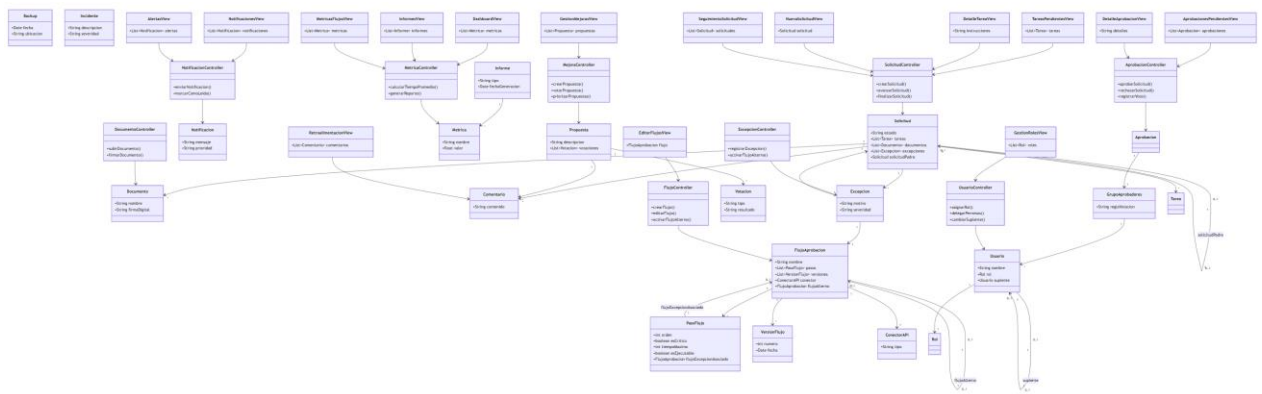 Backup
-Date fecha
-String ubicacion
Incidente
-String descripcion
-String severidad
AlertasView
-List<Notificacion> alertas
NotificacionesView
-List<Notificacion> notificaciones
MetricasFlujoView
-List<Metrica> metricas
InformesView
-List<Informe> informes
DashboardView
-List<Metrica> metricas
GestionMejorasView
-List<Propuesta> propuestas
SeguimientoSolicitudView
-List<Solicitud> solicitudes
NuevaSolicitudView
-Solicitud solicitud
DetalleTareaView
-String instrucciones
TareasPendientesView
-List<Tarea> tareas
DetalleAprobacionView
-String detalles
AprobacionesPendientesView
-List<Aprobacion> aprobaciones
NotificacionController
+enviarNotificacion()
+marcarComoLeida()
MetricaController
+calcularTiempoPromedio()
+generarReporte()
Informe
-String tipo
-Date fechaGeneracion
MejoraController
+crearPropuesta()
+votarPropuesta()
+priorizarPropuesta()
SolicitudController
+crearSolicitud()
+avanzarSolicitud()
+finalizarSolicitud()
AprobacionController
+aprobarSolicitud()
+rechazarSolicitud()
+registrarVoto()
DocumentoController
+subirDocumento()
+firmarDocumento()
Notificacion
-String mensaje
-String prioridad
RetroalimentacionView
-List<Comentario> comentarios
Metrica
-String nombre
-float valor
Propuesta
-String descripcion
-List<Votacion> votaciones
EditorFlujosView
-FlujoAprobacion flujo
ExcepcionController
+registrarExcepcion()
+activarFlujoAlterno()
Solicitud
-String estado
-List<Tarea> tareas
-List<Documento> documentos
-List<Excepcion> excepciones
-Solicitud solicitudPadre
GestionRolesView
-List<Rol> roles
Aprobacion
Documento
-String nombre
-String firmaDigital
Comentario
-String contenido
FlujoController
+crearFlujo()
+editarFlujo()
+activarFlujoAlterno()
Votacion
-String tipo
-String resultado
Excepcion
-String motivo
-String severidad
UsuarioController
+asignarRol()
+delegarPermisos()
+cambiarSuplente()
GrupoAprobadores
-String reglaVotacion
Tarea
solicitudPadre
FlujoAprobacion
-String nombre
-List<PasoFlujo> pasos
-List<VersionFlujo> versiones
-ConectorAPI conector
-FlujoAprobacion flujoAlterno
Usuario
-String nombre
-Rol rol
-Usuario suplente
flujoExcepcionAsociado
PasoFlujo
-int orden
-boolean esCritico
-int tiempoMaximo
-boolean esEjecutable
-FlujoAprobacion flujoExcepcionAsociado
VersionFlujo
-int numero
-Date fecha
ConectorAPI
-String tipo
Rol
flujoAlterno
suplente